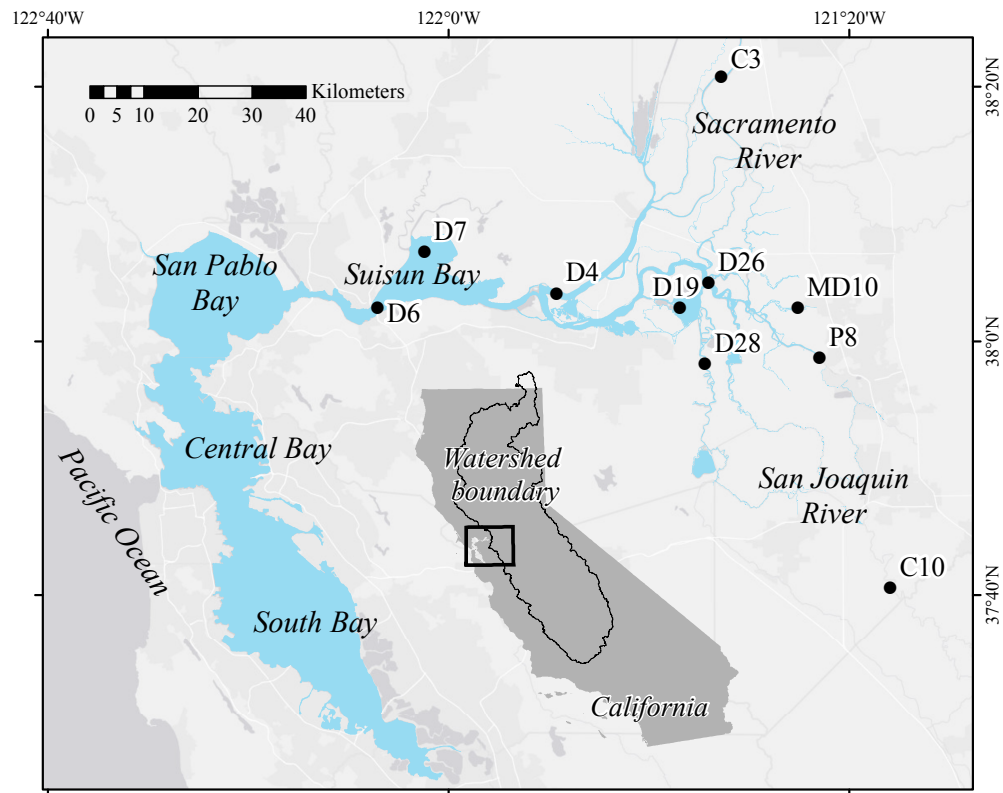 122°40'W
122°0'W
121°20'W
C3
38°20'N
Kilometers
0 5 10 20 30 40
Sacramento
River
D7
San Pablo
Bay
Suisun Bay
D4
D26
D19
MD10
D6
P8
D28
38°0'N
Central Bay
Watershed
boundary
Pacific Ocean
San Joaquin
River
C10
37°40'N
South Bay
California